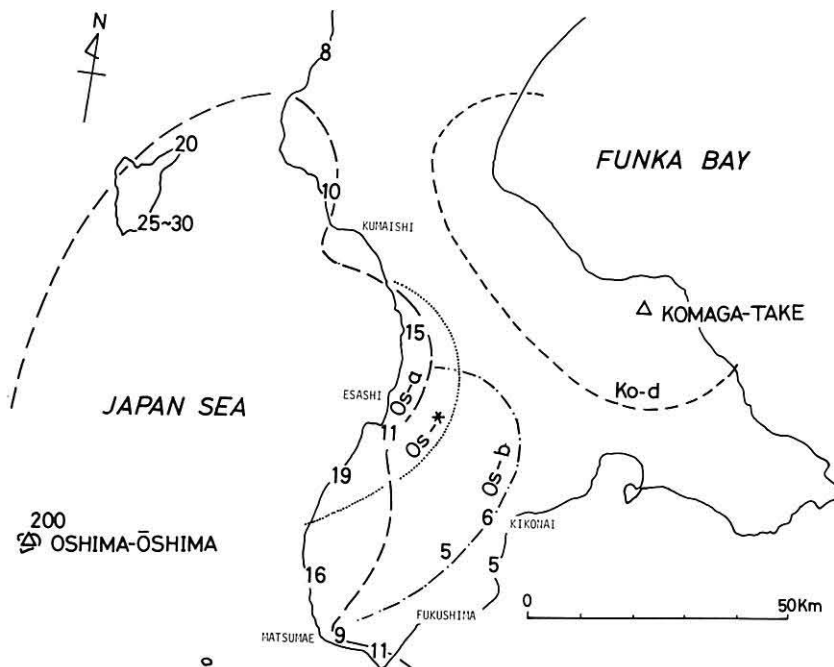 N
8
20
25~30
10
KUMAISHI
FUNKA BAY
KOMAGA-TAKE
15
Ko-d
ESASHI
Os-a
JAPAN SEA
11
Os-*
19
Os-b
200
OSHIMA-ŌSHIMA
6
KIKONAI
5
5
16
FUKUSHIMA
0
50Km
MATSUMAE
9
11